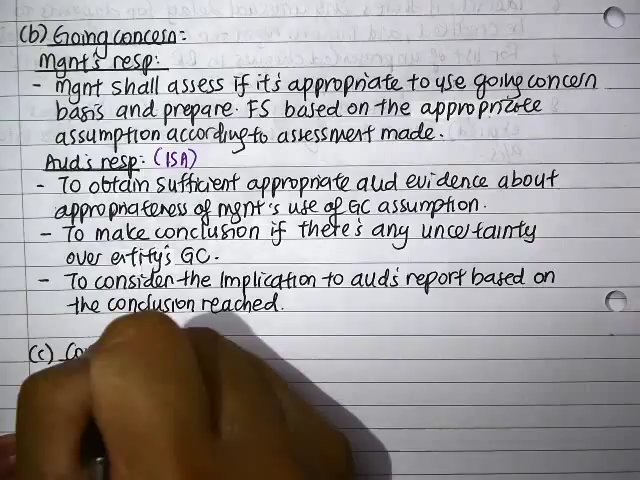 (b) Going concern:
Mgnt's resp:
- Mgnt shall assess if it's appropriate to use going concern
basis and prepare FS based on the appropriate
assumption according to assessment made.
Aud's resp: (ISA)
- To obtain sufficient appropriate aud evidence about
appropriateness of mgnt's use of GC assumption.
- To make conclusion if there's any uncertainty
over entity's GC.
- To consider the implication to aud's report based on
the conclusion reached.
(c) Co